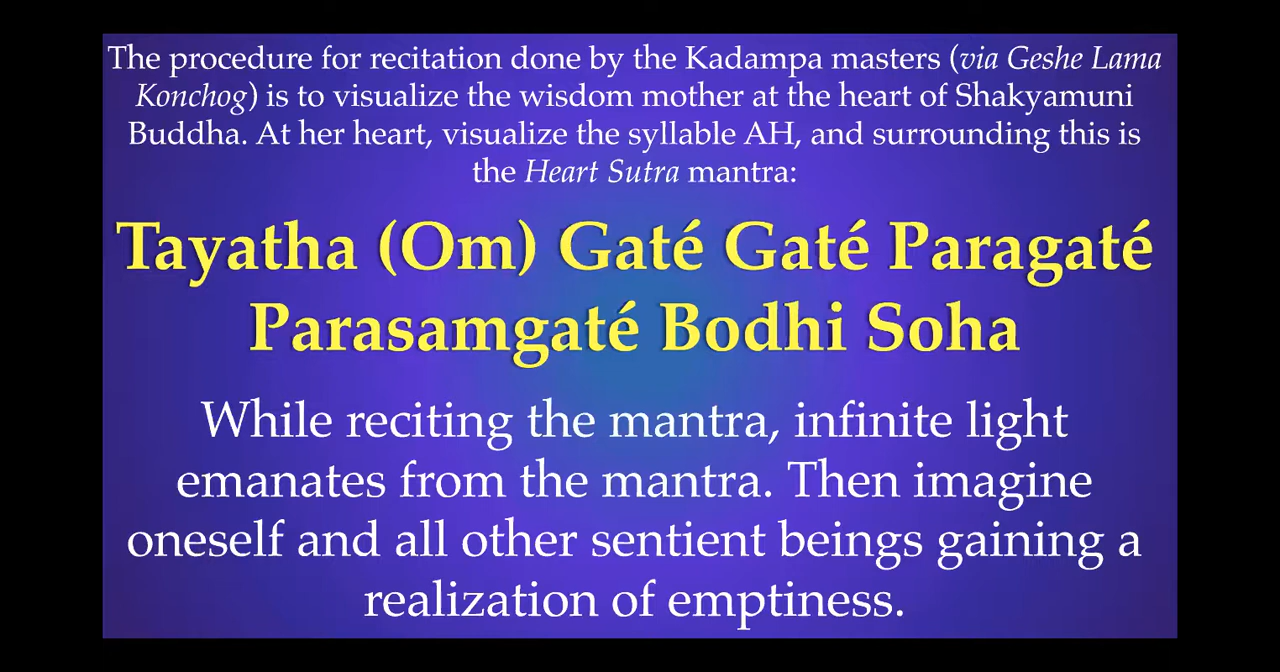 The procedure for recitation done by the Kadampa masters (via Geshe Lama
Konchog) is to visualize the wisdom mother at the heart of Shakyamuni
Buddha. At her heart, visualize the syllable AH, and surrounding this is
the Heart Sutra mantra:
Tayatha (Om) Gaté Gaté Paragaté
Parasamgaté Bodhi Soha
While reciting the mantra, infinite light
emanates from the mantra. Then imagine
oneself and all other sentient beings gaining a
realization of emptiness.